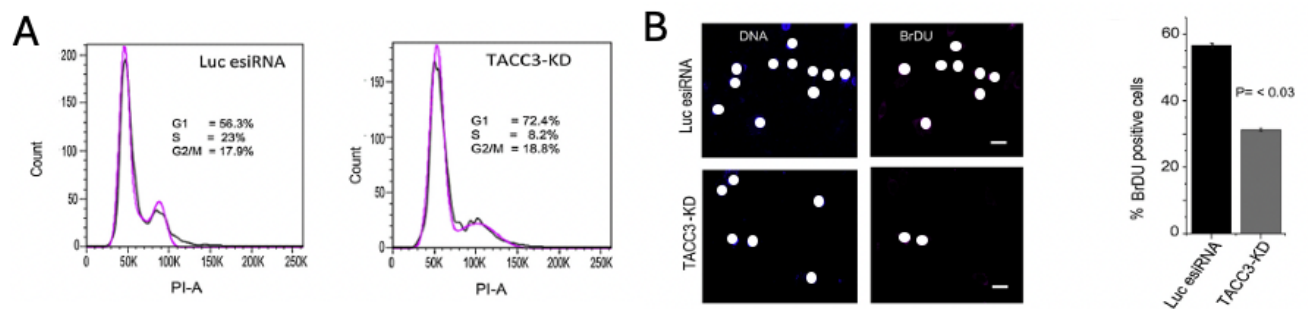 A
Luc esiRNA
G1 = 56.3%
S = 23%
G2/M = 17.9%
Count
200
150
100
50
0
0 50K 100K 150K 200K 250K
PI-A
TACC3-KD
G1 = 72.4%
S = 8.2%
G2/M = 18.8%
Count
150
100
50
0
0 50K 100K 150K 200K 250K
PI-A
B
DNA BrDU
Luc esiRNA
TACC3 -KD
% BrDU positive cells
60
40
20
0
P= < 0.03
Luc esiRNA
TACC3-KD